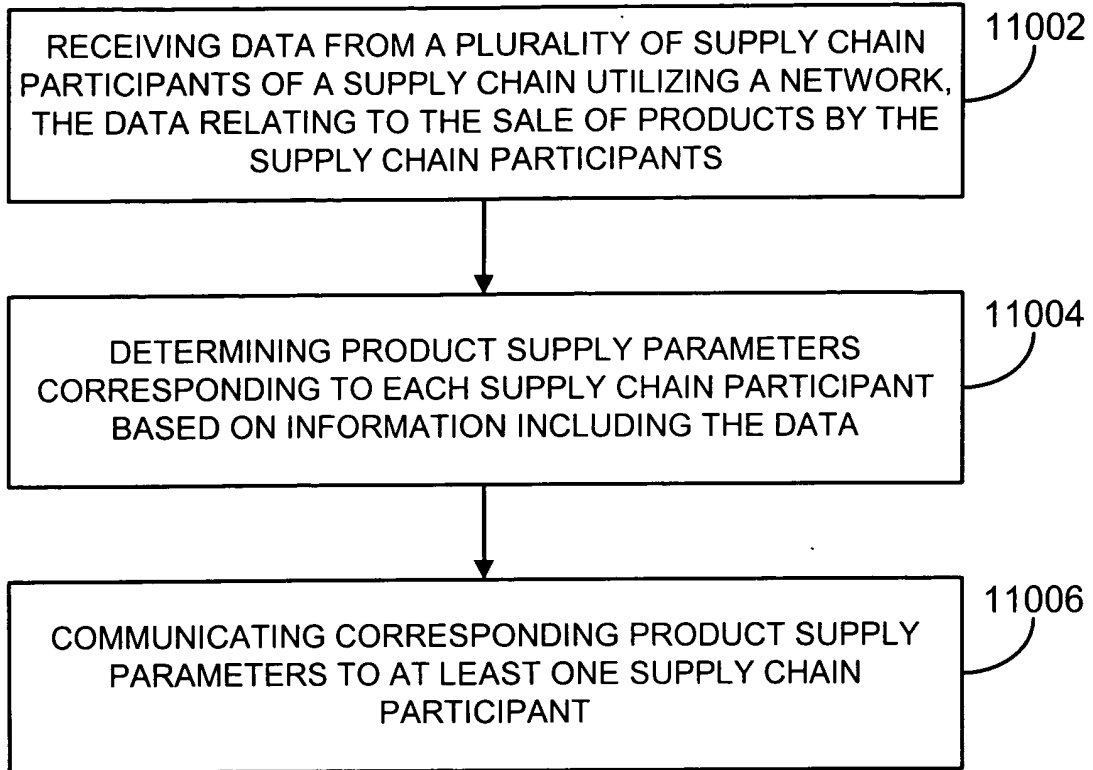 RECEIVING DATA FROM A PLURALITY OF SUPPLY CHAIN
PARTICIPANTS OF A SUPPLY CHAIN UTILIZING A NETWORK,
THE DATA RELATING TO THE SALE OF PRODUCTS BY THE
SUPPLY CHAIN PARTICIPANTS
11002
DETERMINING PRODUCT SUPPLY PARAMETERS
CORRESPONDING TO EACH SUPPLY CHAIN PARTICIPANT
BASED ON INFORMATION INCLUDING THE DATA
11004
COMMUNICATING CORRESPONDING PRODUCT SUPPLY
PARAMETERS TO AT LEAST ONE SUPPLY CHAIN
PARTICIPANT
11006